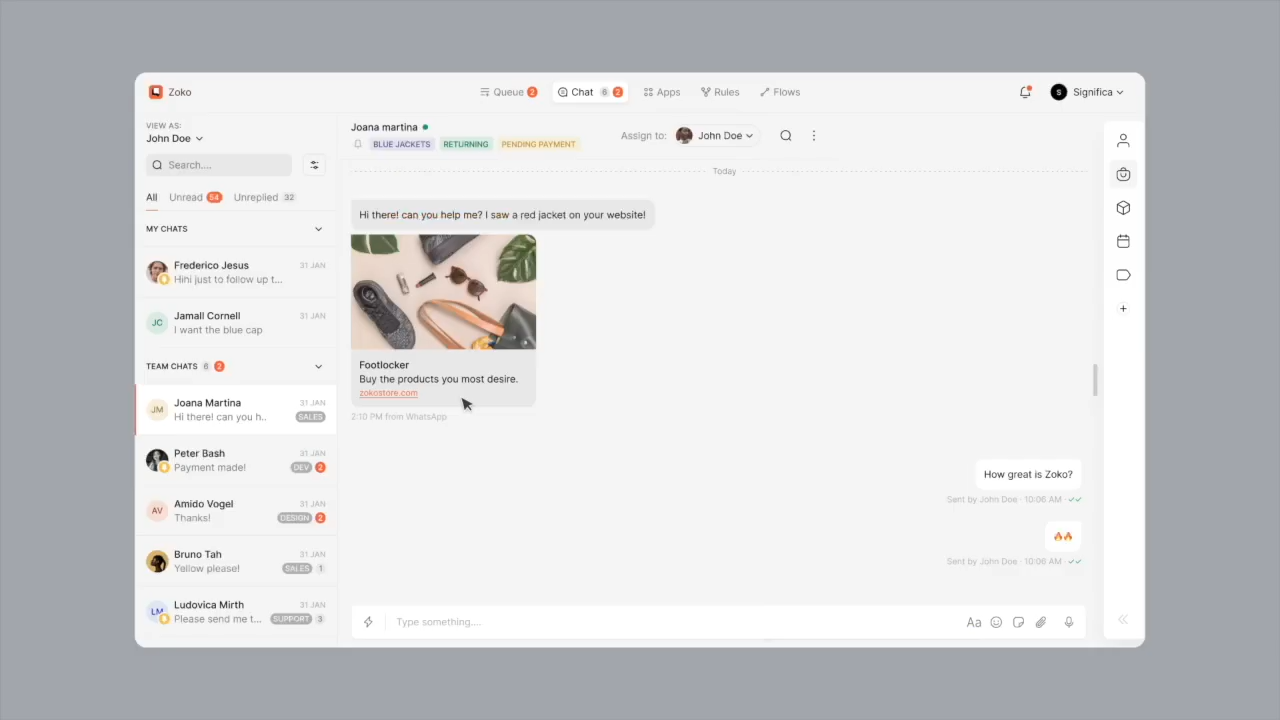 Zoko
Queue 2
Chat 6 2
Apps
Rules
Flows
S
Significa
VIEW AS:
John Doe
Search....
All
Unread 54
Unreplied 32
MY CHATS
Frederico Jesus 31 JAN
Hihi just to follow up t...
JC
Jamall Cornell 31 JAN
I want the blue cap
TEAM CHATS 6 2
JM
Joana Martina 31 JAN
Hi there! can you h.. SALES
Peter Bash 31 JAN
Payment made! DEV 2
AV
Amido Vogel 31 JAN
Thanks! DESIGN 2
Bruno Tah 31 JAN
Yellow please! SALES 1
LM
Ludovica Mirth 31 JAN
Please send me t... SUPPORT 3
Joana martina
BLUE JACKETS RETURNING PENDING PAYMENT
Assign to: John Doe
Today
Hi there! can you help me? I saw a red jacket on your website!
Footlocker
Buy the products you most desire.
zokostore.com
2:10 PM from WhatsApp
How great is Zoko?
Sent by John Doe · 10:06 AM ·
🔥🔥
Sent by John Doe · 10:06 AM ·
Type something....
Aa